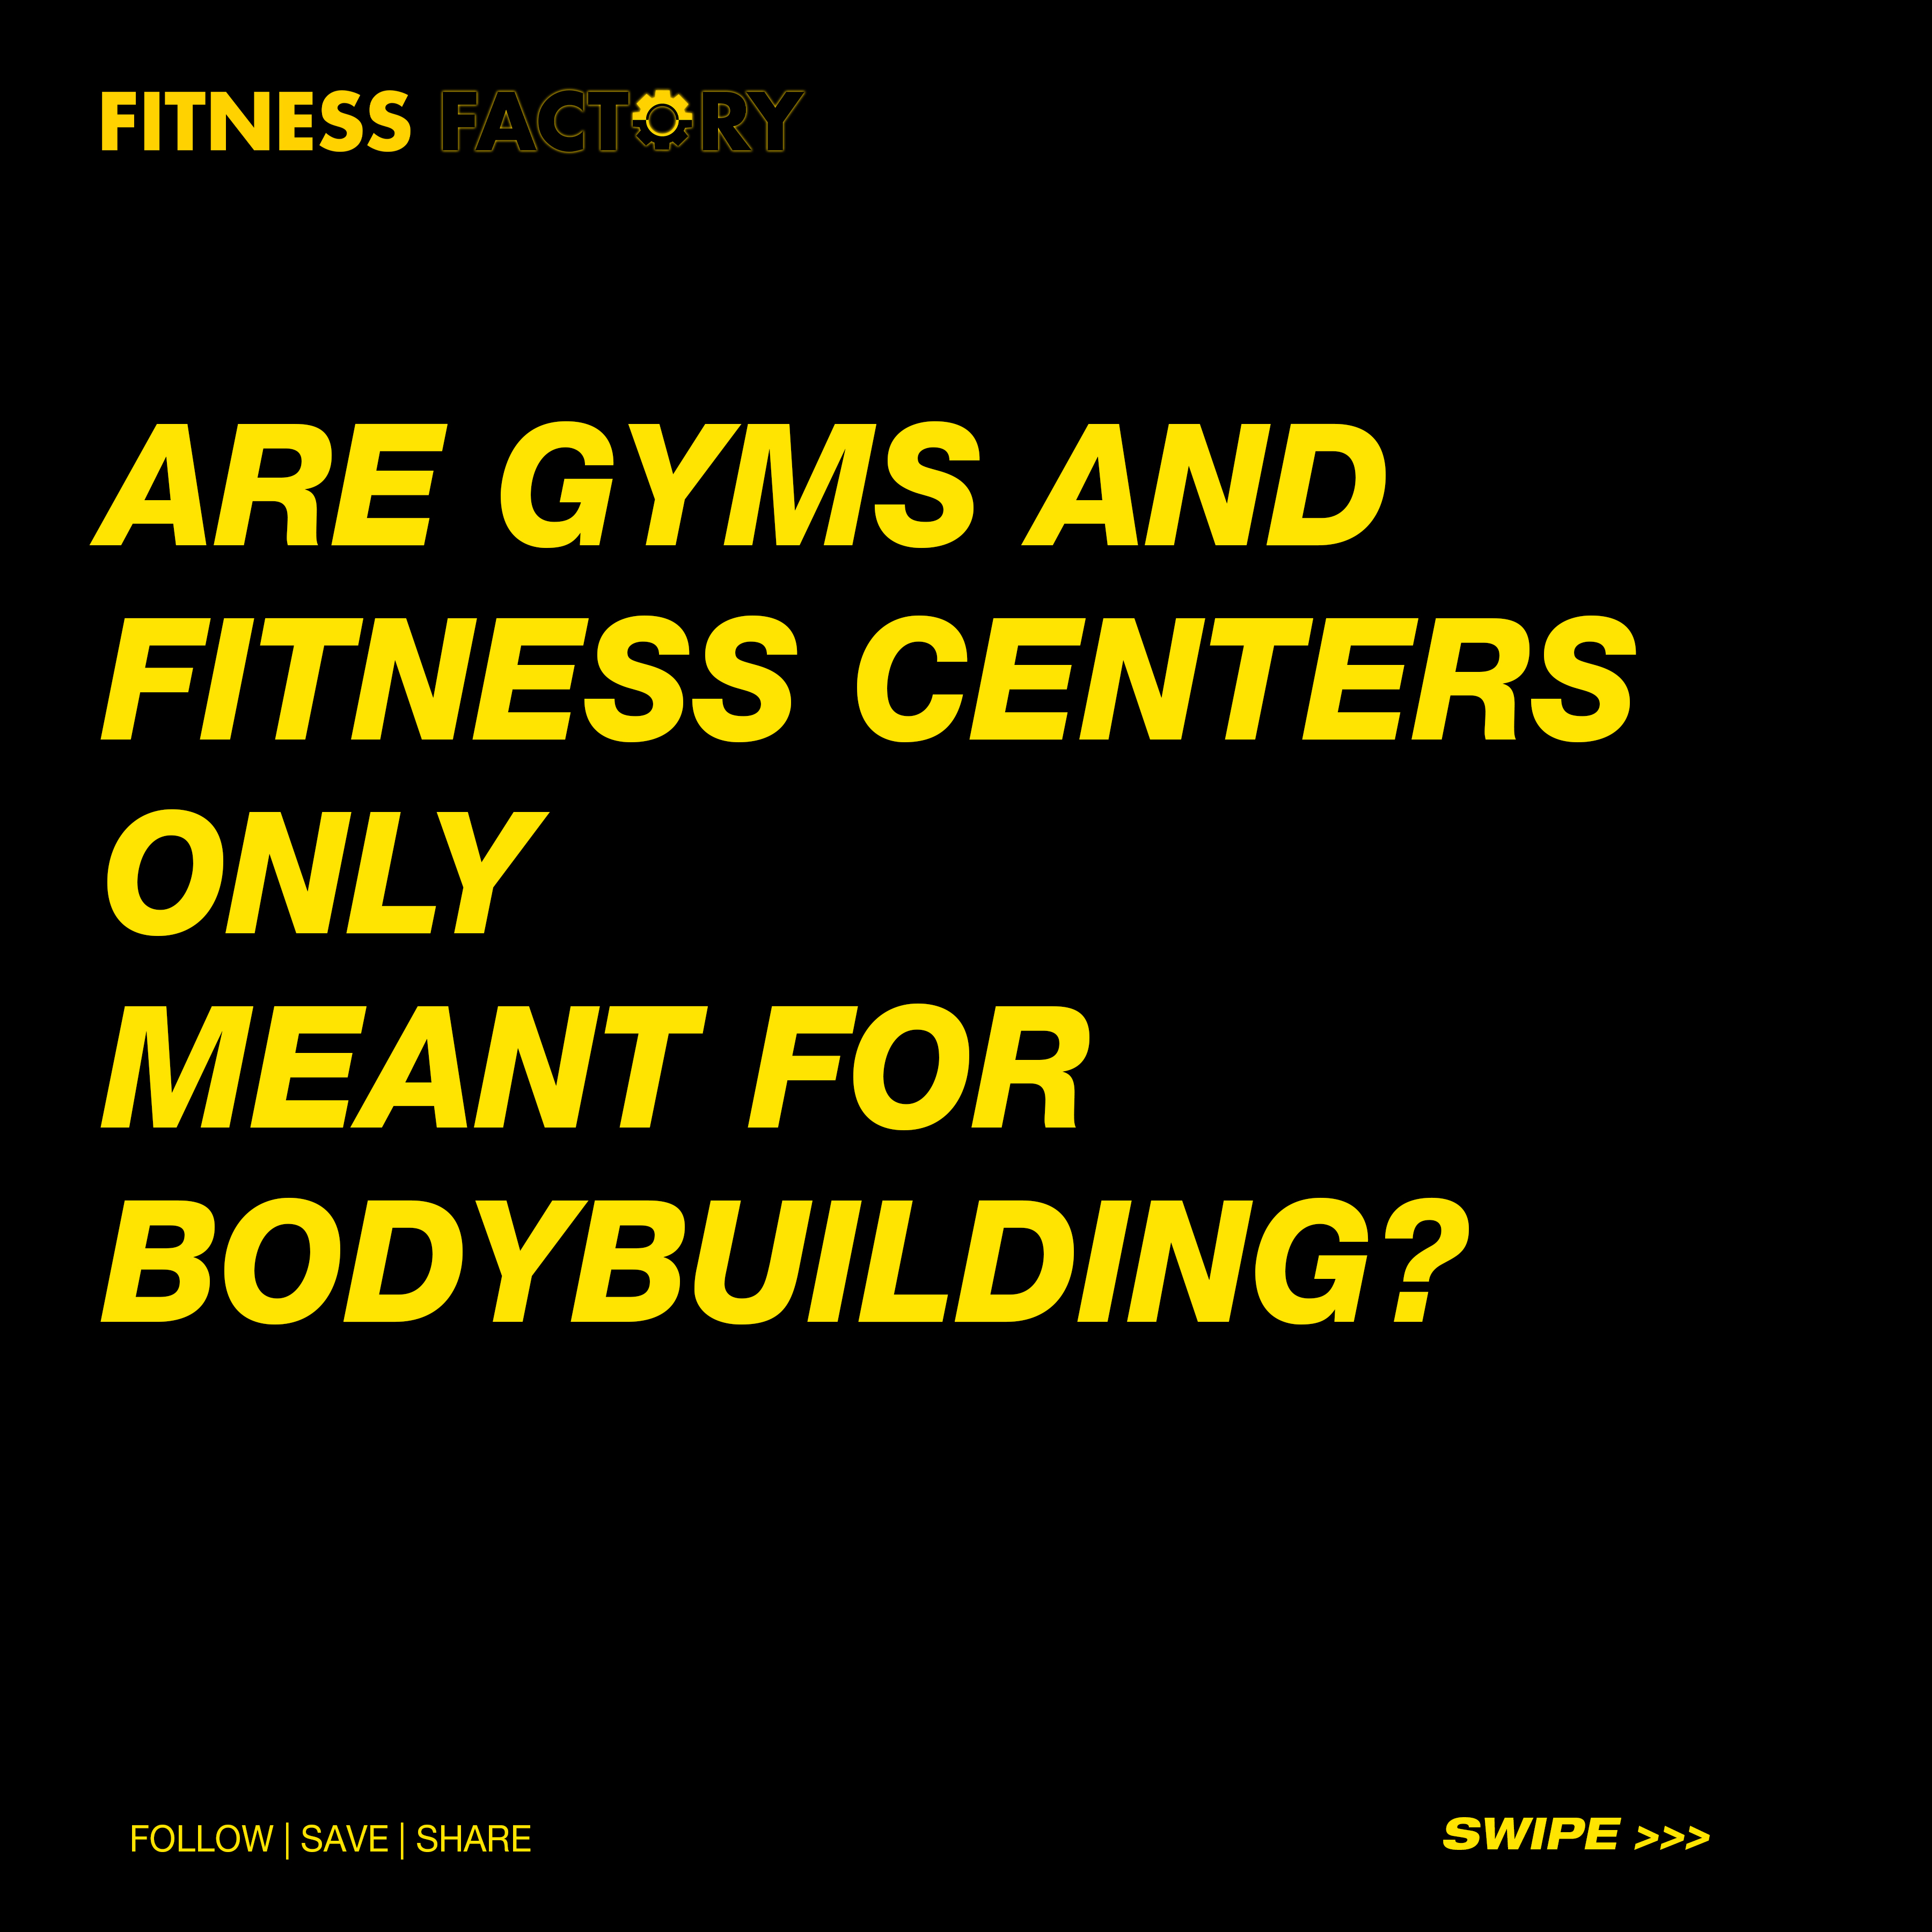 FITNESS FACTORY
ARE GYMS AND
FITNESS CENTERS
ONLY
MEANT FOR
BODYBUILDING?
FOLLOW | SAVE | SHARE
SWIPE >>>